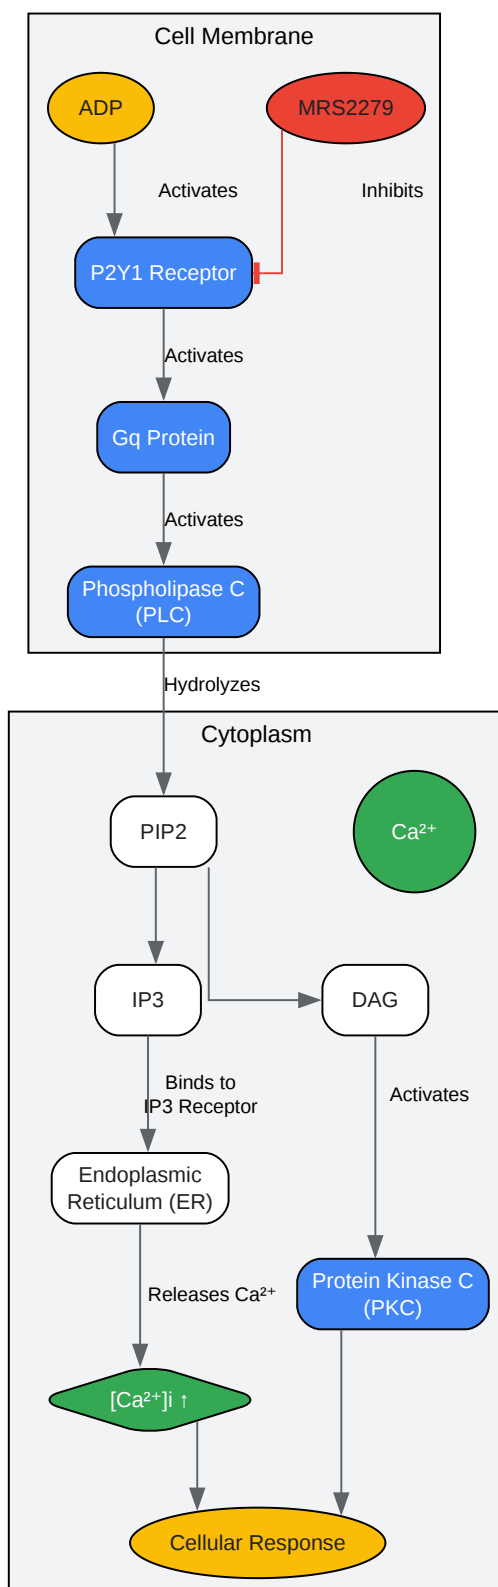 Cell Membrane
ADP
MRS2279
Activates
Inhibits
P2Y1 Receptor
Activates
Gq Protein
Activates
Phospholipase C
(PLC)
Hydrolyzes
Cytoplasm
PIP2
Ca²⁺
IP3
DAG
Binds to
IP3 Receptor
Activates
Endoplasmic
Reticulum (ER)
Releases Ca²⁺
Protein Kinase C
(PKC)
[Ca²⁺]i ↑
Cellular Response